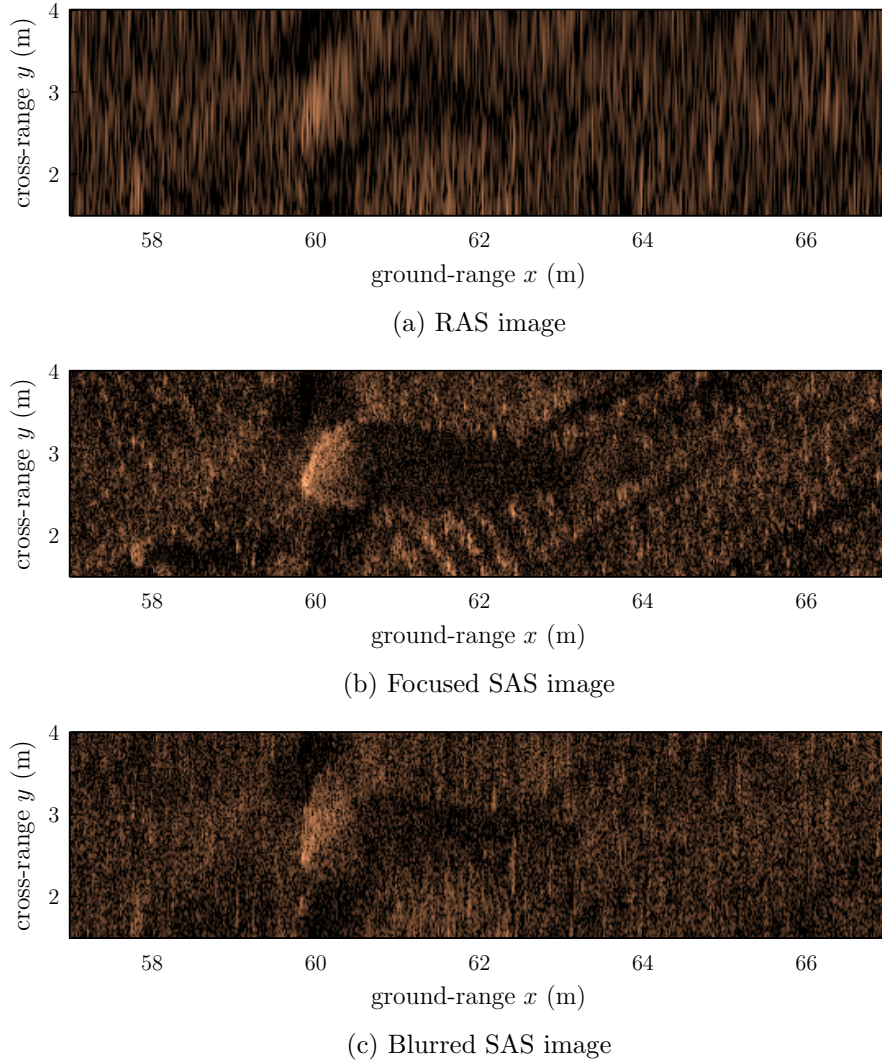 4
3
2
cross-range y (m)
58 60 62 64 66
ground-range x (m)
(a) RAS image
4
3
2
cross-range y (m)
58 60 62 64 66
ground-range x (m)
(b) Focused SAS image
4
3
2
cross-range y (m)
58 60 62 64 66
ground-range x (m)
(c) Blurred SAS image